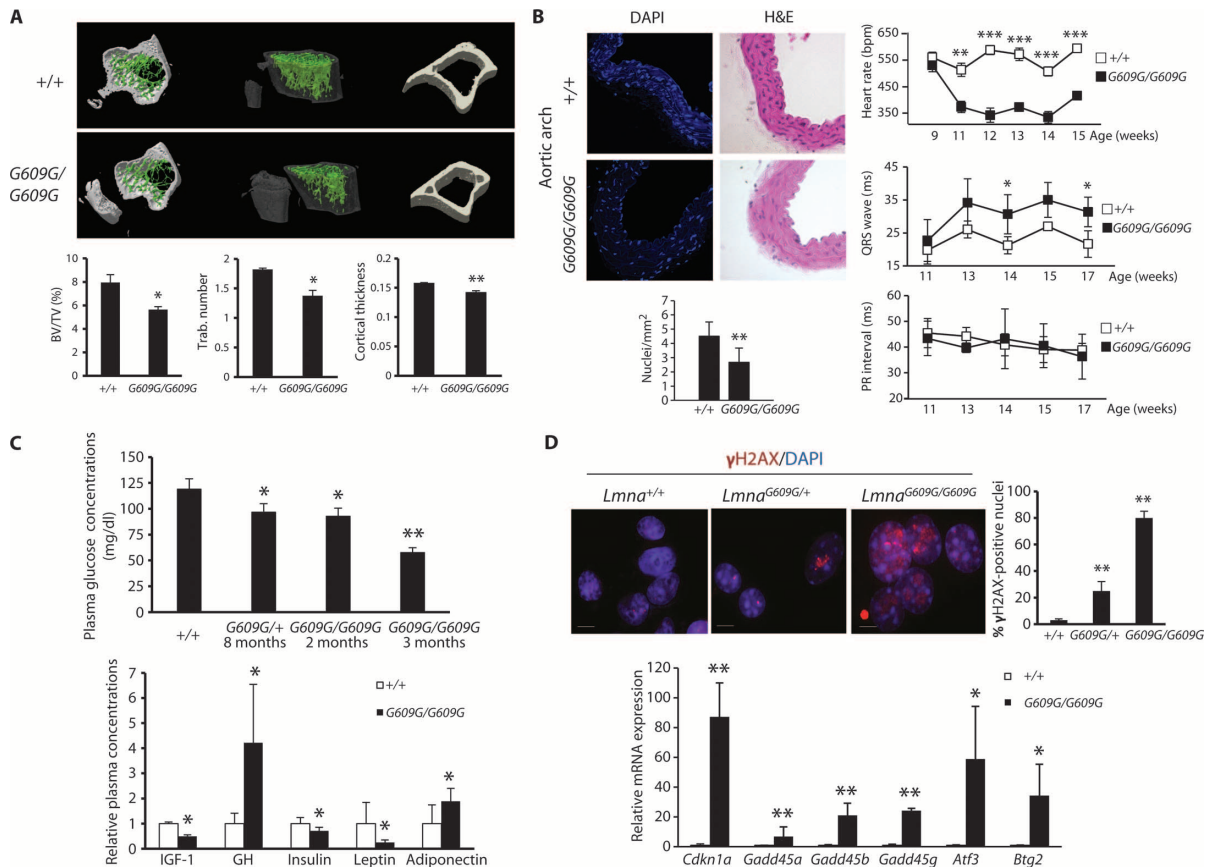 A
+/+
G609G/
G609G
10
8
6
4
2
0
BV/TV (%)
*
+/+ G609G/G609G
2
1.5
1
0.5
0
Trab. number
*
+/+ G609G/G609G
0.2
0.15
0.1
0.05
0
Cortical thickness
**
+/+ G609G/G609G
B
DAPI H&E
Aortic arch
+/+
G609G/G609G
6
5
4
3
2
1
0
Nuclei/mm2
**
+/+ G609G/G609G
Heart rate (bpm)
550
450
350
** *** *** *** ***
+/+
G609G/G609G
9 11 12 13 14 15 Age (weeks)
QRS wave (ms)
45
35
25
15
* *
+/+
G609G/G609G
11 13 14 15 17 Age (weeks)
PR interval (ms)
60
50
40
30
20
+/+
G609G/G609G
11 13 14 15 17 Age (weeks)
C
Plasma glucose concentrations
(mg/dl)
150
125
100
75
50
25
0
* * **
+/+ G609G/+ G609G/G609G G609G/G609G
8 months 2 months 3 months
Relative plasma concentrations
7
6
5
4
3
2
1
0
+/+
G609G/G609G
* * * * *
IGF-1 GH Insulin Leptin Adiponectin
D
γH2AX/DAPI
Lmna+/+ LmnaG609G/+ LmnaG609G/G609G
% γH2AX-positive nuclei
100
80
60
40
20
0
** **
+/+ G609G/+ G609G/G609G
Relative mRNA expression
120
100
80
60
40
20
0
+/+
G609G/G609G
** ** ** ** * *
Cdkn1a Gadd45a Gadd45b Gadd45g Atf3 Btg2